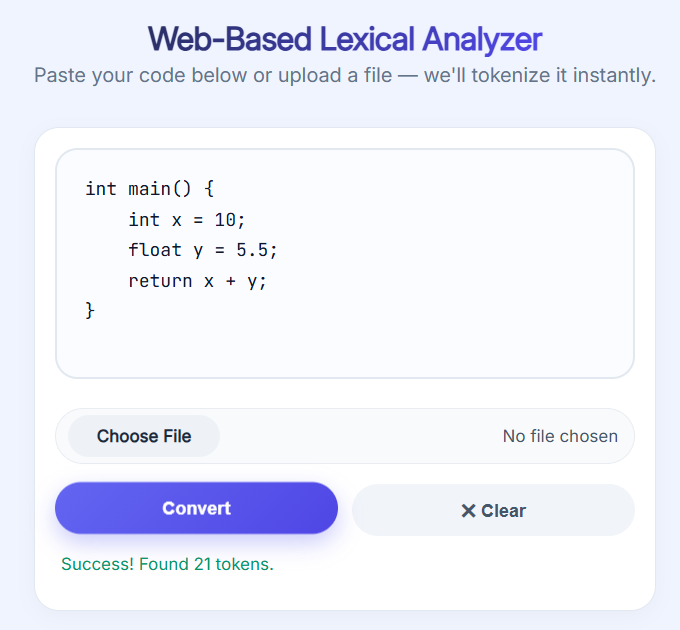 Web-Based Lexical Analyzer
Paste your code below or upload a file — we'll tokenize it instantly.
int main() {
    int x = 10;
    float y = 5.5;
    return x + y;
}
Choose File No file chosen
Convert ✕ Clear
Success! Found 21 tokens.